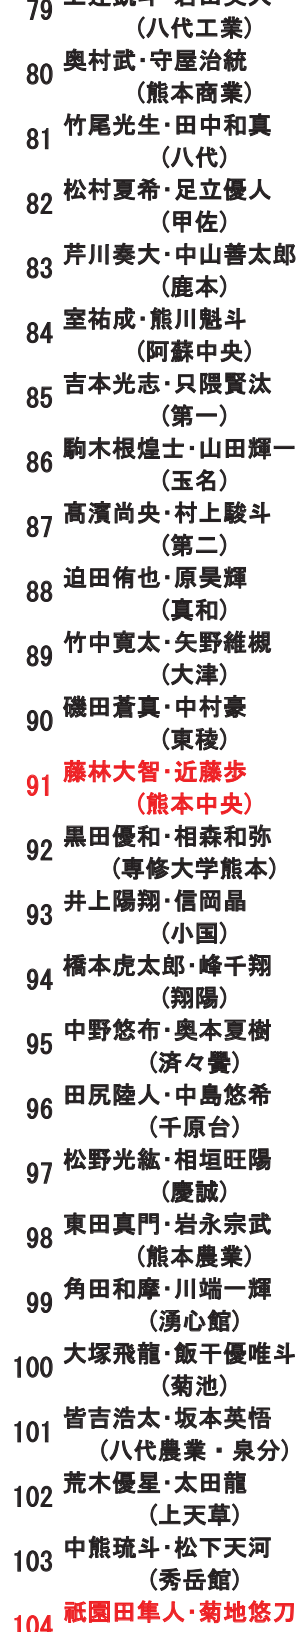 79
(八代工業)
80 奥村武・守屋治統
(熊本商業)
81 竹尾光生・田中和真
(八代)
82 松村夏希・足立優人
(甲佐)
83 芹川奏大・中山善太郎
(鹿本)
84 室祐成・熊川魁斗
(阿蘇中央)
85 吉本光志・只隈賢汰
(第一)
86 駒木根煌士・山田輝一
(玉名)
87 髙濱尚央・村上駿斗
(第二)
88 迫田侑也・原昊輝
(真和)
89 竹中寛太・矢野維槻
(大津)
90 磯田蒼真・中村豪
(東稜)
91 藤林大智・近藤歩
(熊本中央)
92 黒田優和・相森和弥
(専修大学熊本)
93 井上陽翔・信岡晶
(小国)
94 橋本虎太郎・峰千翔
(翔陽)
95 中野悠布・奥本夏樹
(済々黌)
96 田尻陸人・中島悠希
(千原台)
97 松野光紘・相垣旺陽
(慶誠)
98 東田真門・岩永宗武
(熊本農業)
99 角田和摩・川端一輝
(湧心館)
100 大塚飛龍・飯干優唯斗
(菊池)
101 皆吉浩太・坂本英悟
(八代農業・泉分)
102 荒木優星・太田龍
(上天草)
103 中熊琉斗・松下天河
(秀岳館)
104 祇園田隼人・菊地悠刀